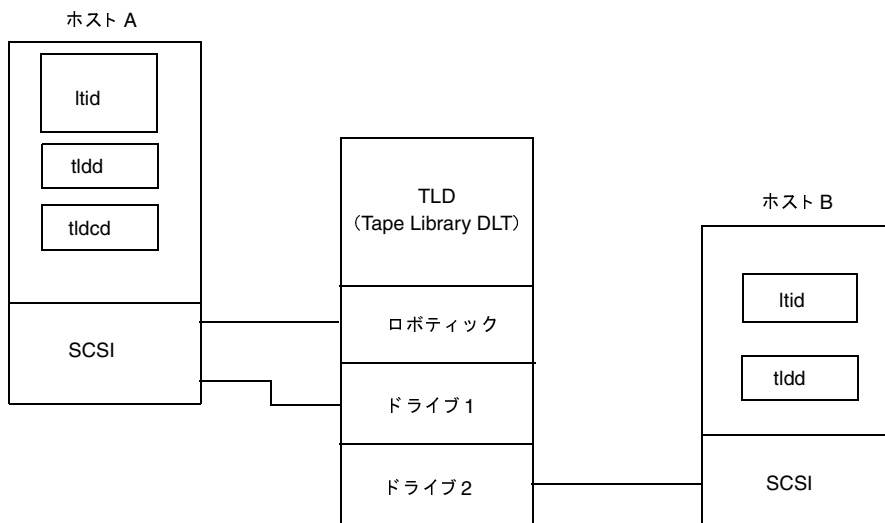 ホスト A
ltid
tldd
tldcd
SCSI
TLD
（Tape Library DLT）
ロボティック
ドライブ 1
ドライブ 2
ホスト B
ltid
tldd
SCSI